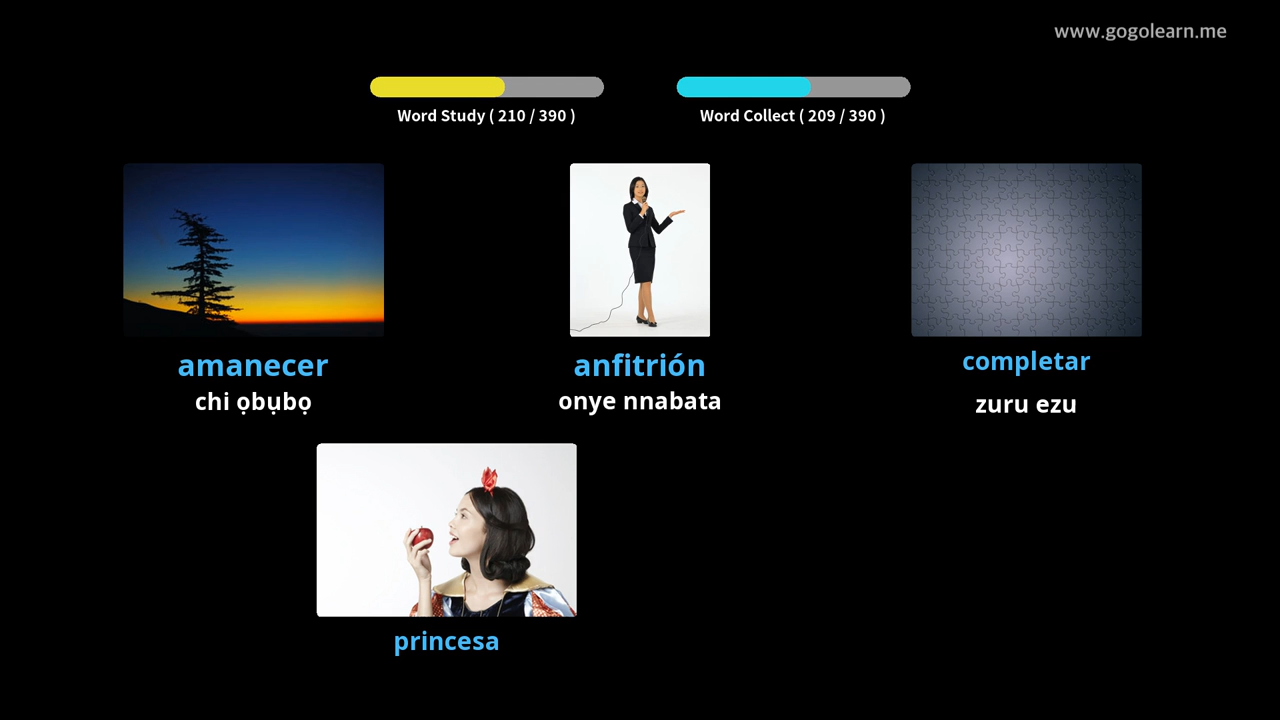 www.gogolearn.me
Word Study ( 210 / 390 )
Word Collect ( 209 / 390 )
amanecer
chi ọbụbọ
anfitrión
onye nnabata
completar
zuru ezu
princesa